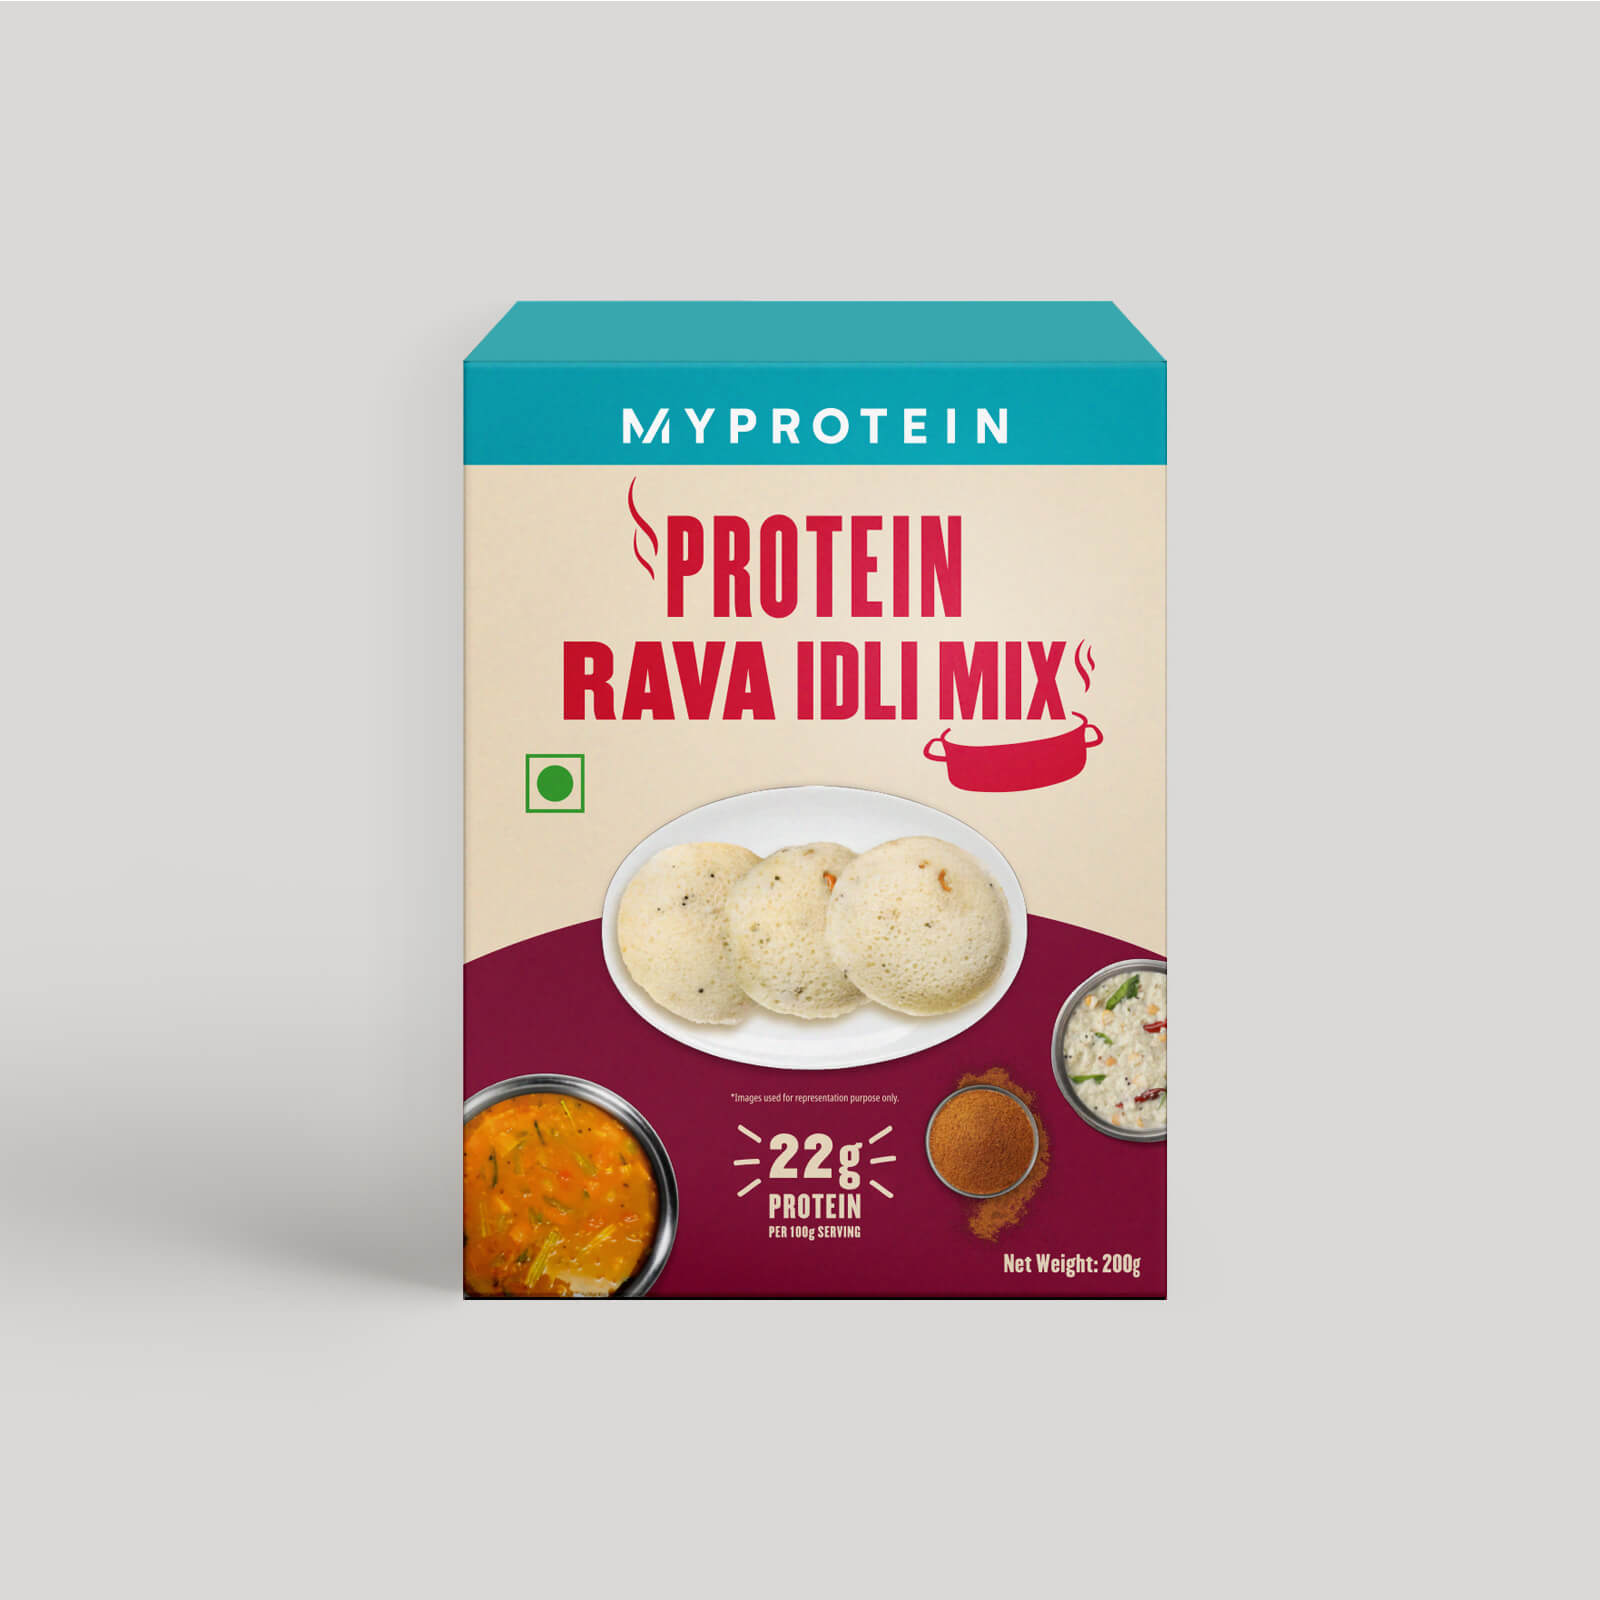 MYPROTEIN
PROTEIN
RAVA IDLI MIX
*Images used for representation purpose only.
22g
PROTEIN
PER 100g SERVING
Net Weight: 200g